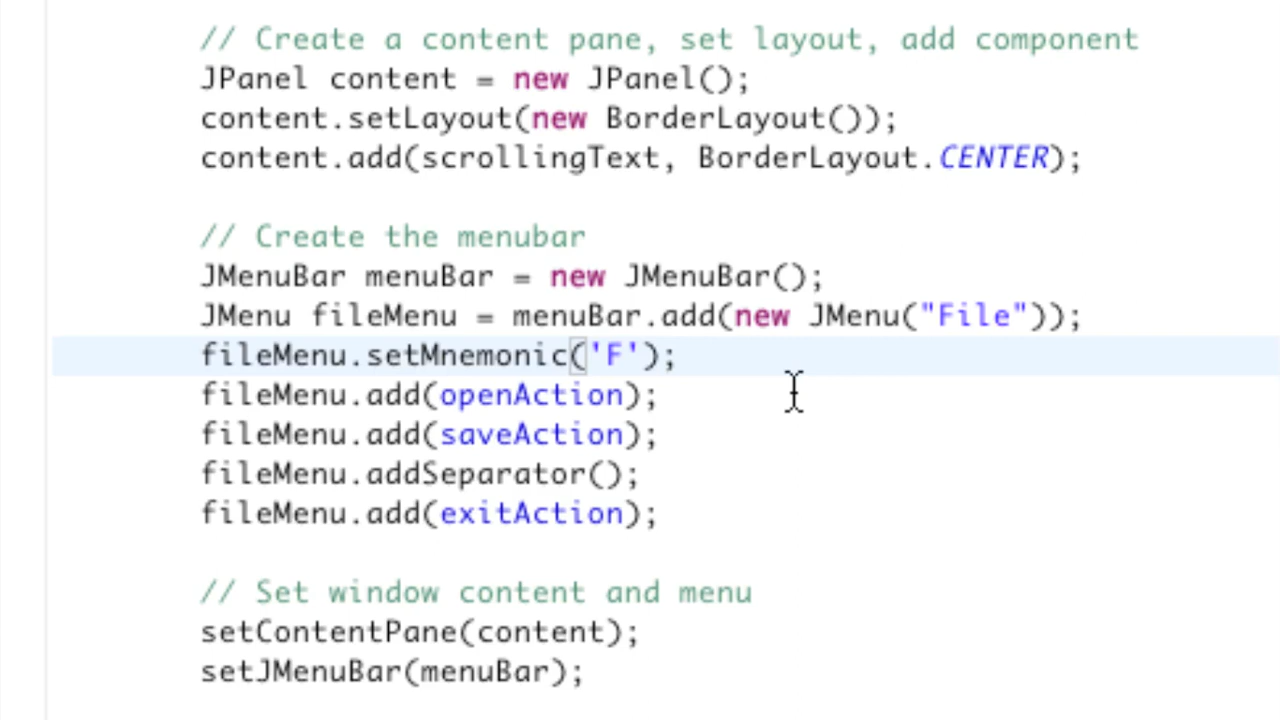 // Create a content pane, set layout, add component
JPanel content = new JPanel();
content.setLayout(new BorderLayout());
content.add(scrollingText, BorderLayout.CENTER);
// Create the menubar
JMenuBar menuBar = new JMenuBar();
JMenu fileMenu = menuBar.add(new JMenu("File"));
fileMenu.setMnemonic('F');
fileMenu.add(openAction);
fileMenu.add(saveAction);
fileMenu.addSeparator();
fileMenu.add(exitAction);
// Set window content and menu
setContentPane(content);
setJMenuBar(menuBar);